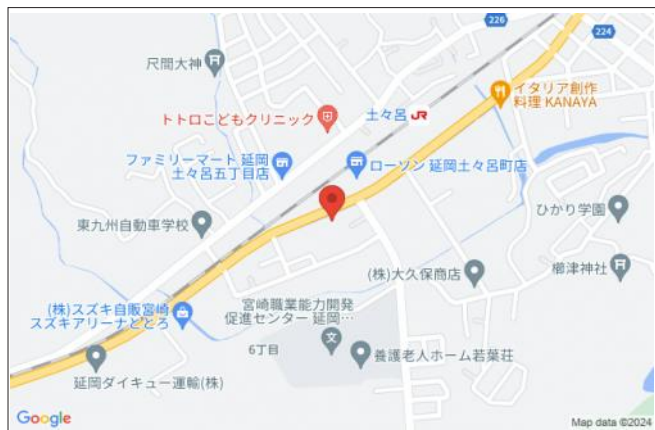 226
224
尺間大神
イタリア創作
料理 KANAYA
トトロこどもクリニック
土々呂
JR
ファミリーマート 延岡
土々呂五丁目店
ローソン 延岡土々呂町店
東九州自動車学校
ひかり学園
(株)大久保商店
櫛津神社
(株)スズキ自販宮崎
スズキアリーナととろ
宮崎職業能力開発
促進センター 延岡…
6丁目
文
養護老人ホーム若葉荘
延岡ダイキュー運輸(株)
Google
Map data ©2024